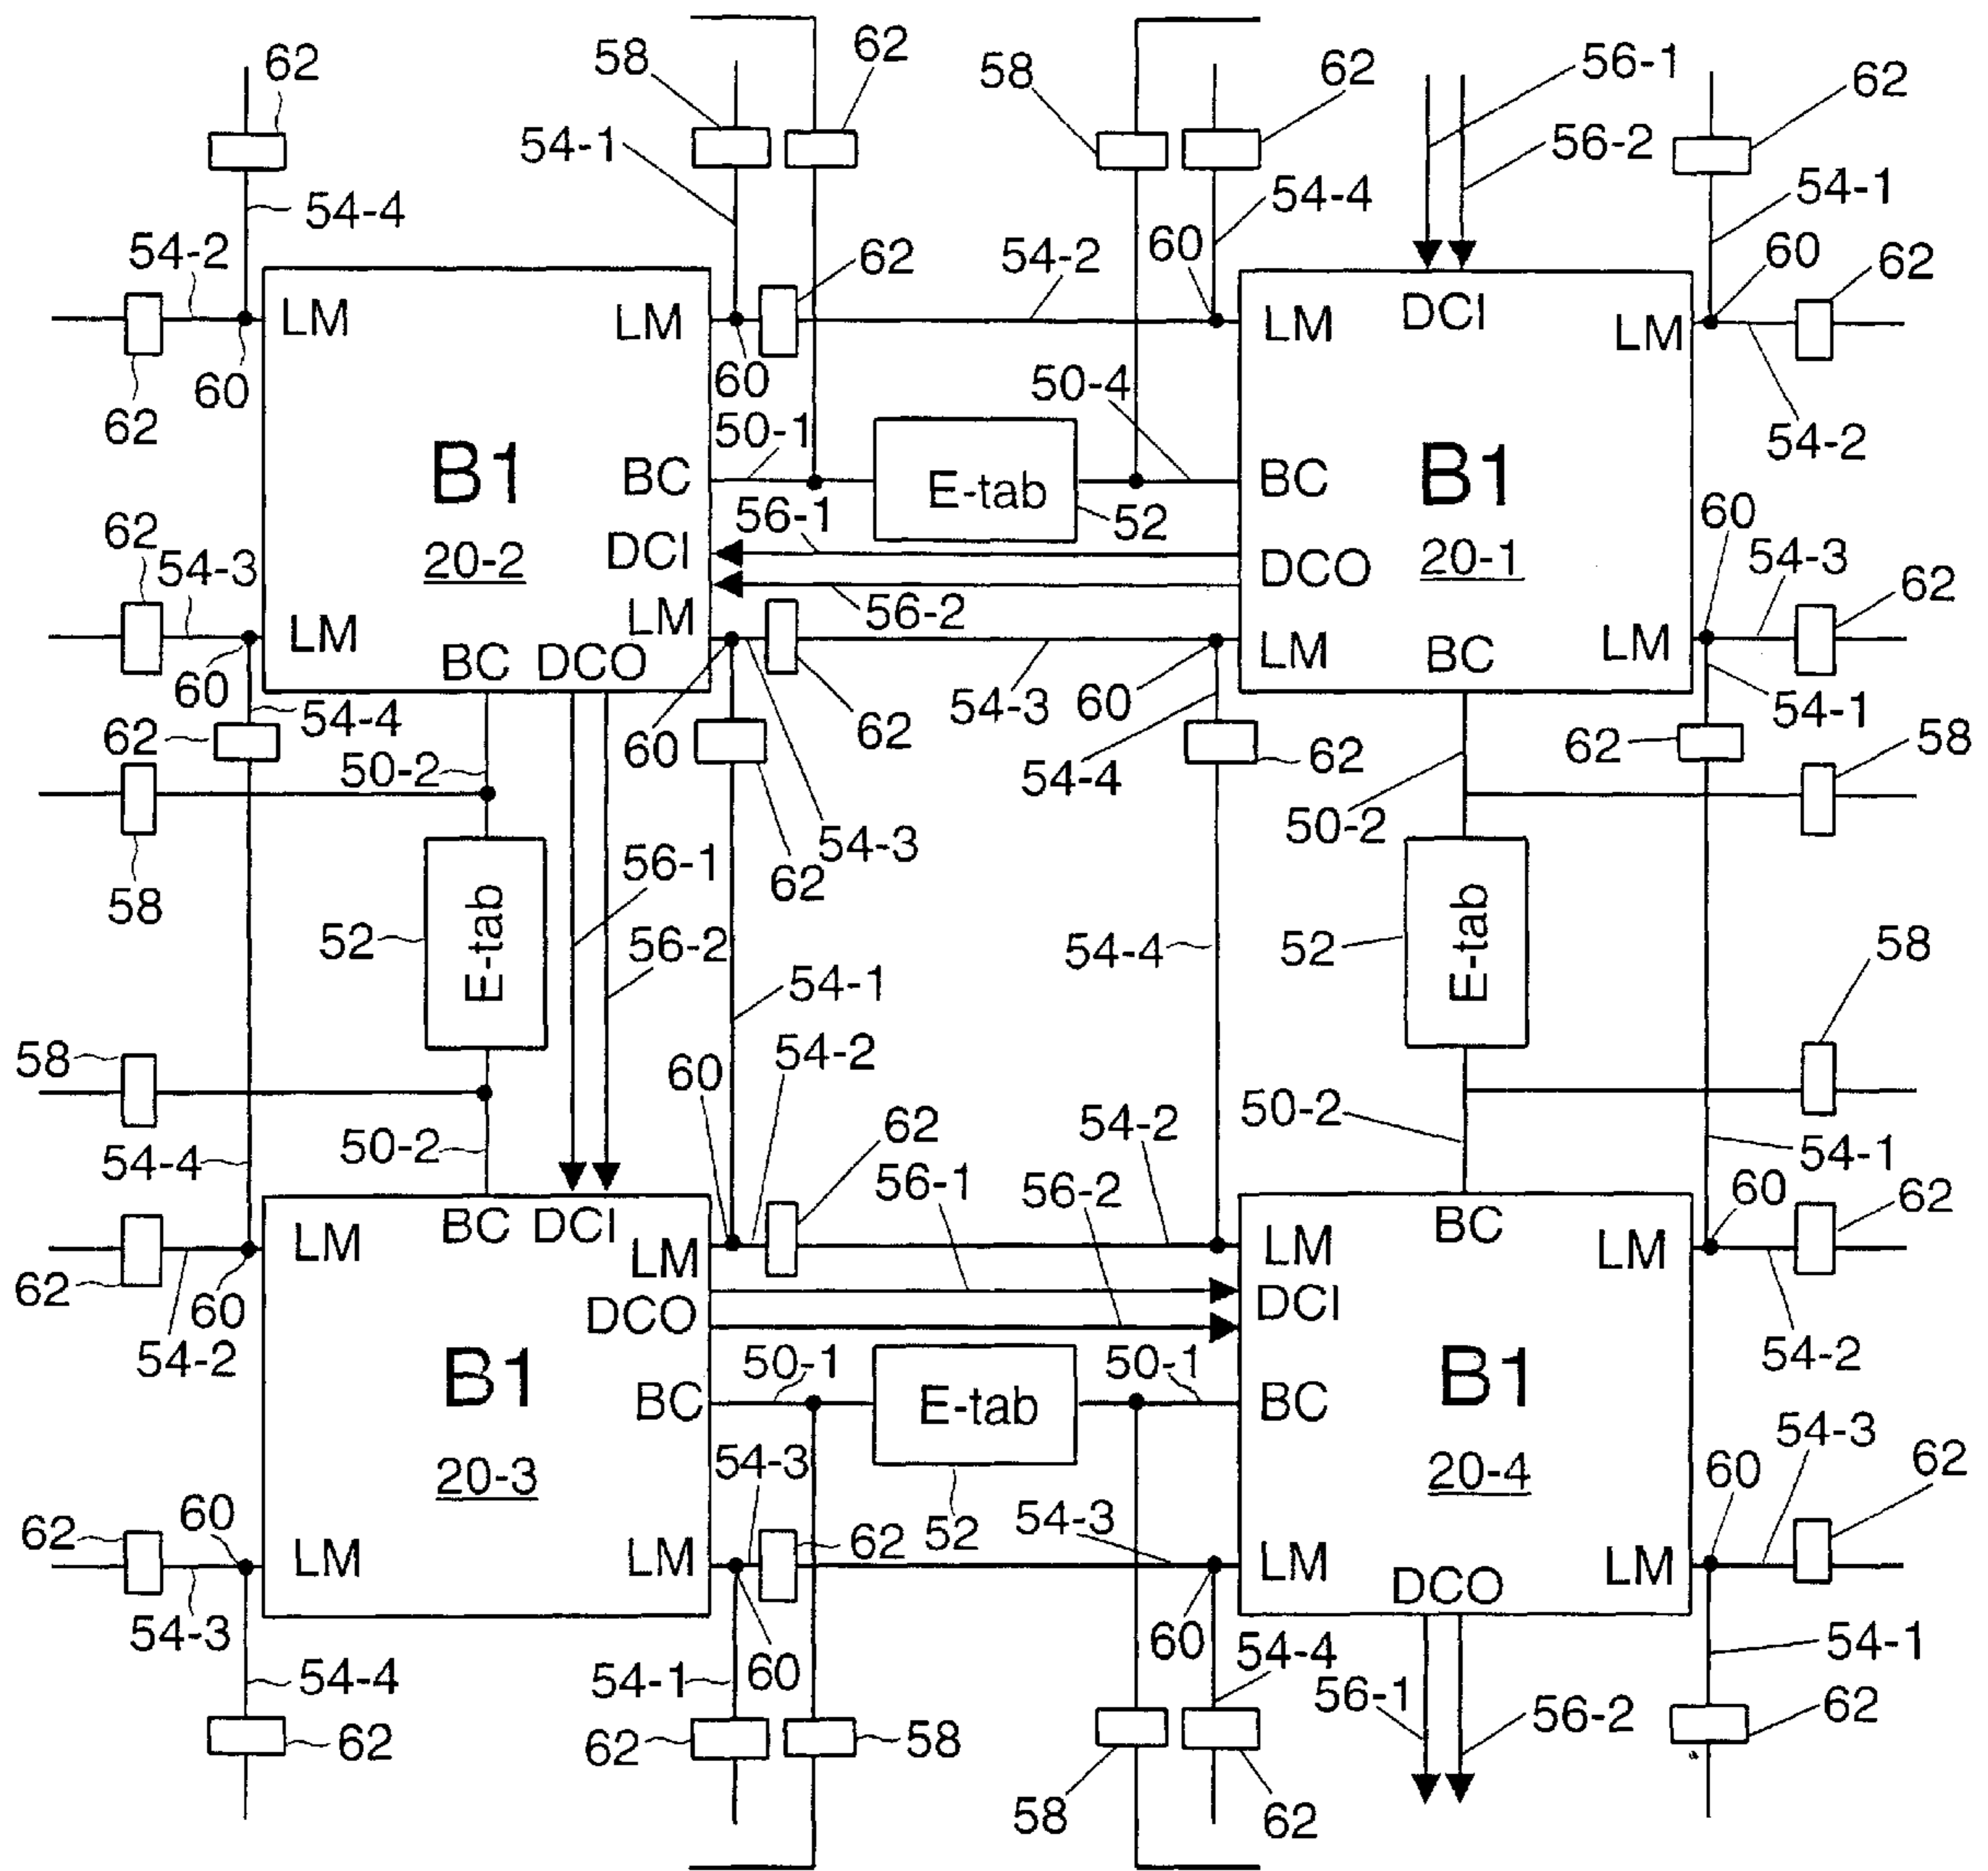 62 58 62 58 62 56-1 62
54-1 56-2
54-4 54-4 54-1
54-2 62 54-2 60 60 62
LM LM LM DCI LM
62 60 60 50-4 54-2
50-1
B1 BC E-tab BC B1
62 56-1 52 60
54-3 DCI DCO 54-3
20-2 20-1
56-2 62
LM LM LM BC LM
BC DCO
60 54-4 60 62 54-3 60 54-1
62 62 58
50-2 54-4 62 50-2
54-3
58 56-1 62
52 E-tab 56-2 54-4 52 E-tab 58
54-1
58 60 54-2
50-2 62 54-2 50-2
54-4 56-1 56-2 54-1
60 62
LM BC DCI LM LM BC LM
62 60 DCO DCI
54-2 50-1 50-1 54-2
B1 BC E-tab BC B1
54-3 54-3
20-3 20-4
62 60 52 54-3 60 62
LM LM 62 LM DCO LM
54-3 60 60 54-4 54-1
54-4 54-1 56-1 56-2
62 62 58 58 62 62